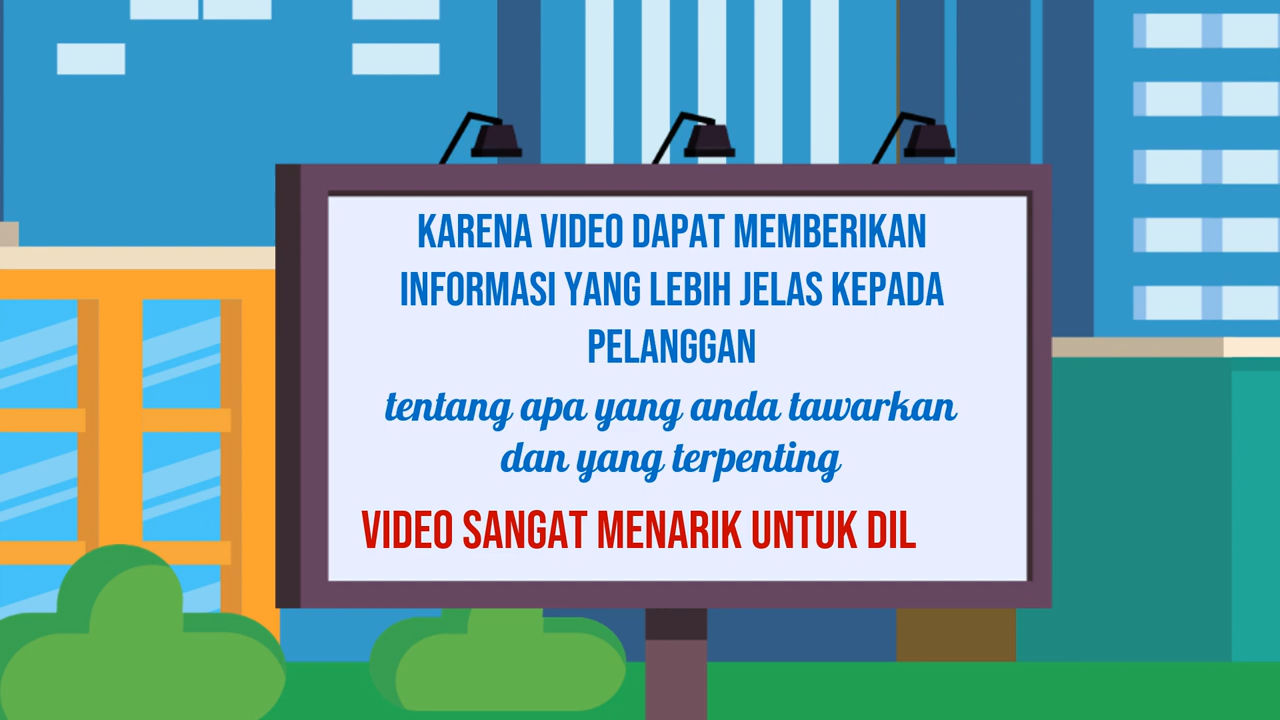 KARENA VIDEO DAPAT MEMBERIKAN
INFORMASI YANG LEBIH JELAS KEPADA
PELANGGAN
tentang apa yang anda tawarkan
dan yang terpenting
VIDEO SANGAT MENARIK UNTUK DIL